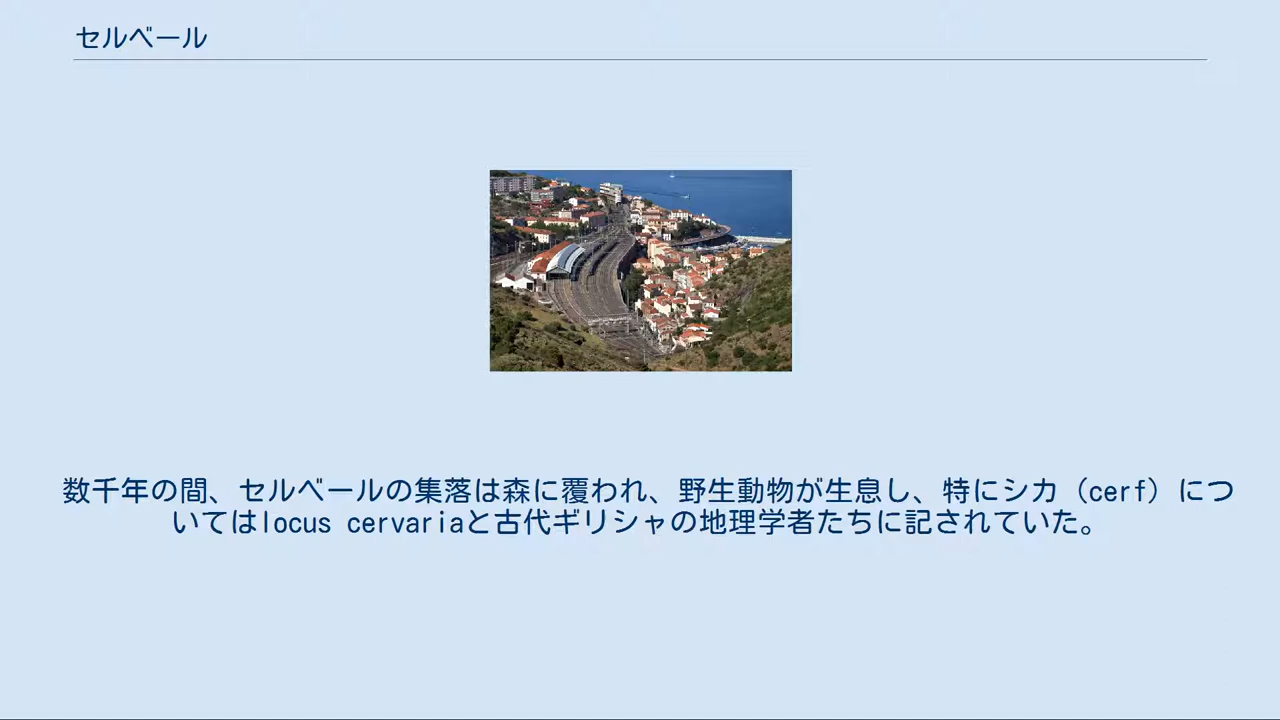 セルベール
数千年の間、セルベールの集落は森に覆われ、野生動物が生息し、特にシカ（cerf）につ
いてはlocus cervariaと古代ギリシャの地理学者たちに記されていた。